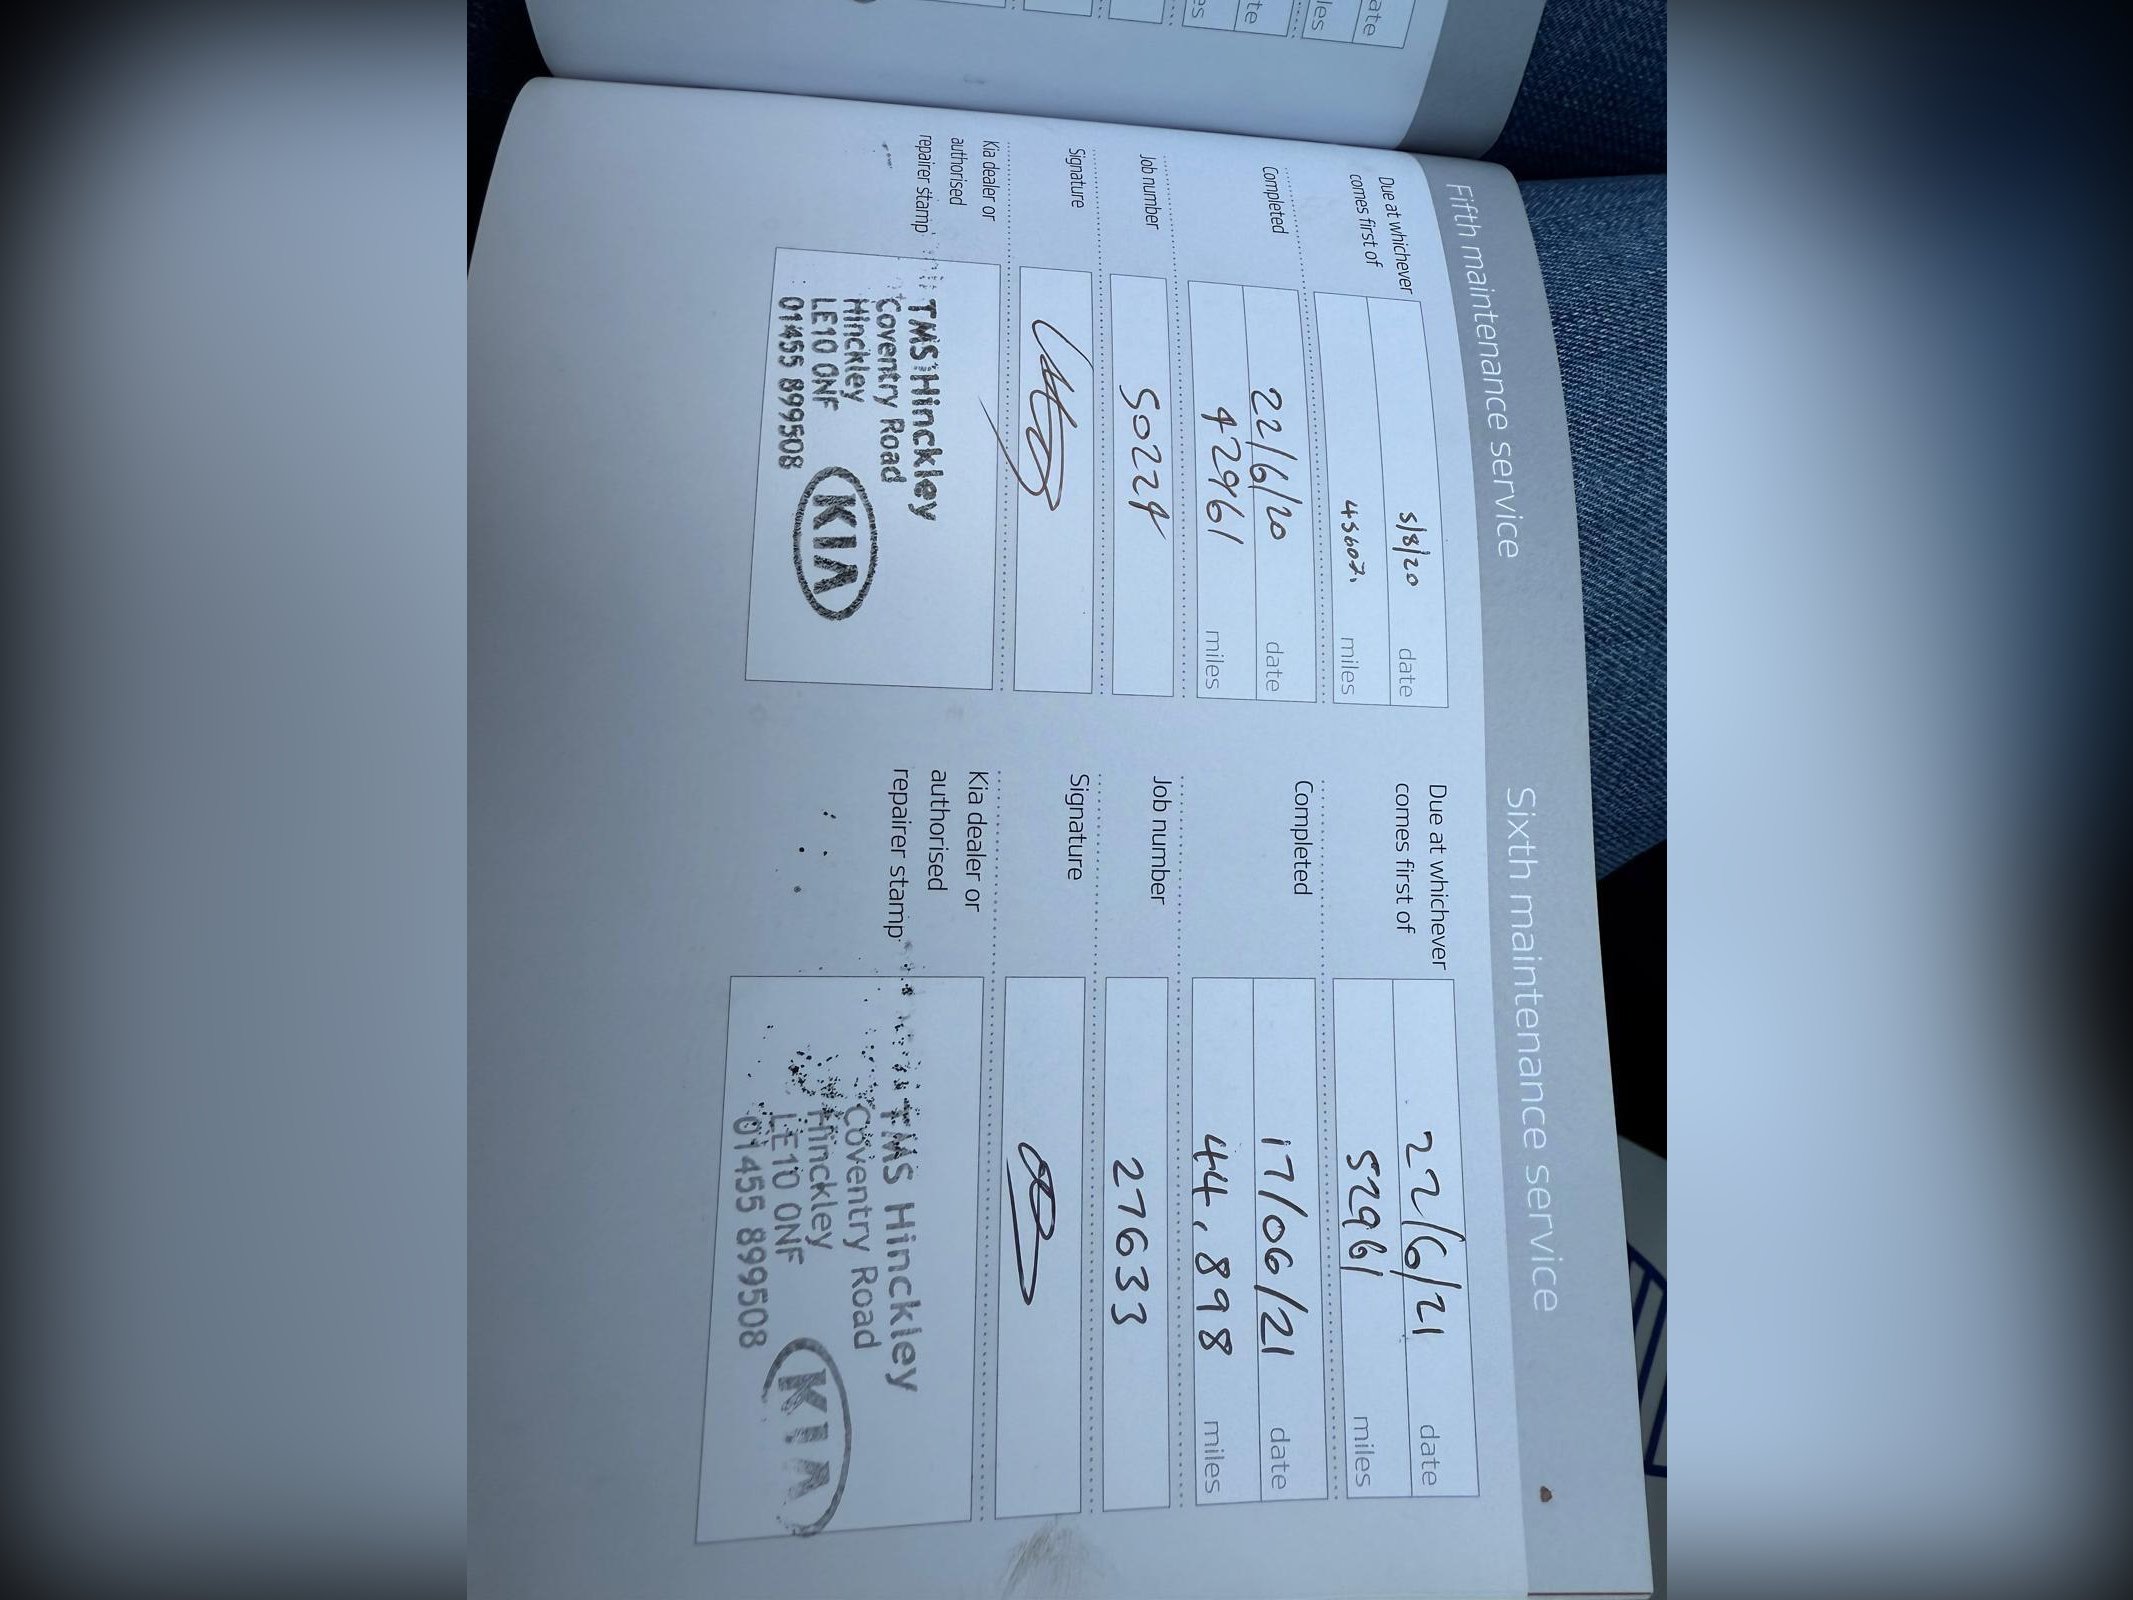 Fifth maintenance service
Due at whichever
comes first of
5/8/20 date
miles
Completed
22/6/20 date
42961 miles
Job number
50224
Signature
Kia dealer or
authorised
repairer stamp
TMS Hinckley
Coventry Road
Hinckley
LE10 0NF
01455 899508
KIA
Sixth maintenance service
Due at whichever
comes first of
22/6/21 date
52961 miles
Completed
17/06/21 date
44,898 miles
Job number
27633
Signature
Kia dealer or
authorised
repairer stamp
TMS Hinckley
Coventry Road
Hinckley
LE10 0NF
01455 899508
KIA